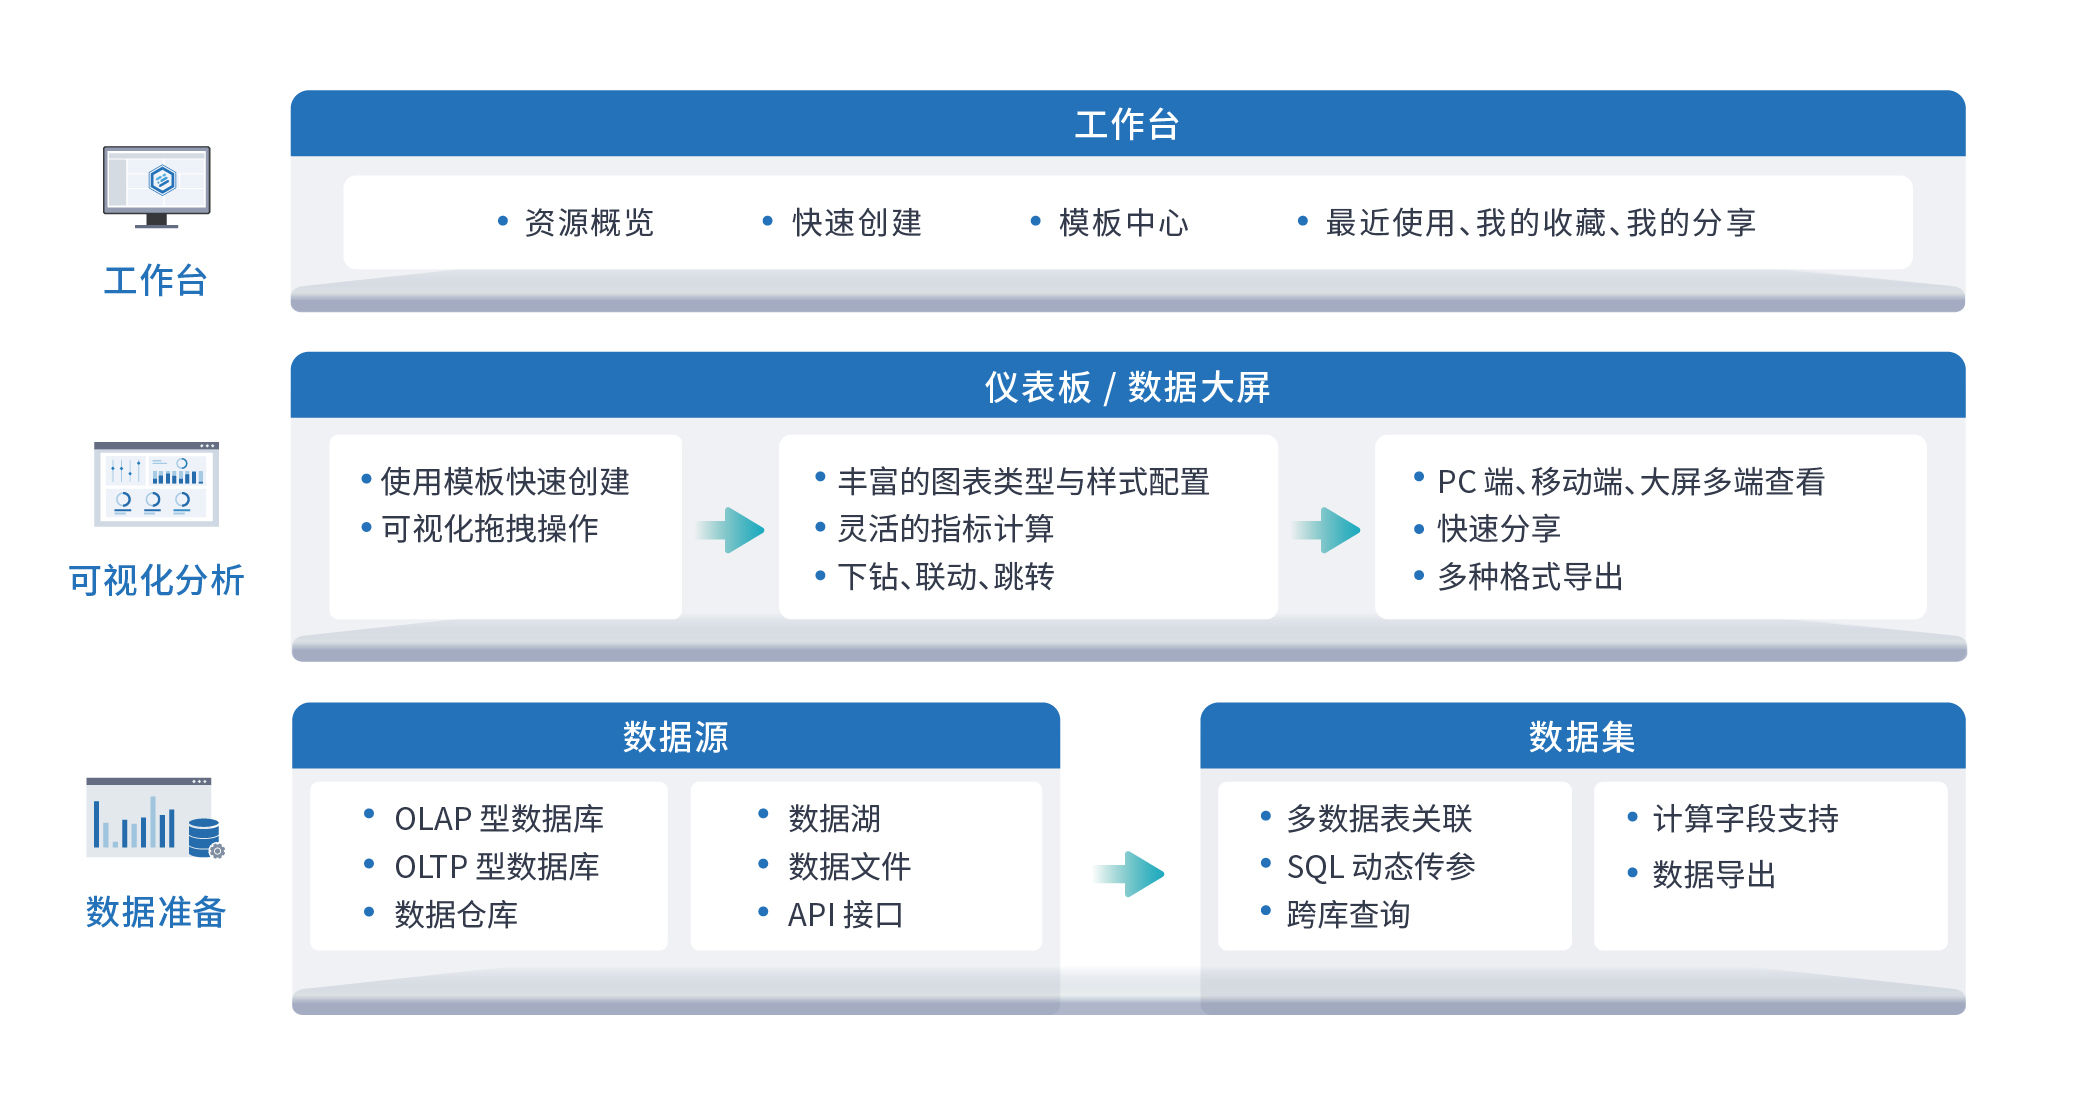 工作台
资源概览
快速创建
模板中心
最近使用、我的收藏、我的分享
工作台
仪表板 / 数据大屏
使用模板快速创建
可视化拖拽操作
丰富的图表类型与样式配置
灵活的指标计算
下钻、联动、跳转
PC 端、移动端、大屏多端查看
快速分享
多种格式导出
可视化分析
数据源
OLAP 型数据库
OLTP 型数据库
数据仓库
数据湖
数据文件
API 接口
数据集
多数据表关联
SQL 动态传参
跨库查询
计算字段支持
数据导出
数据准备